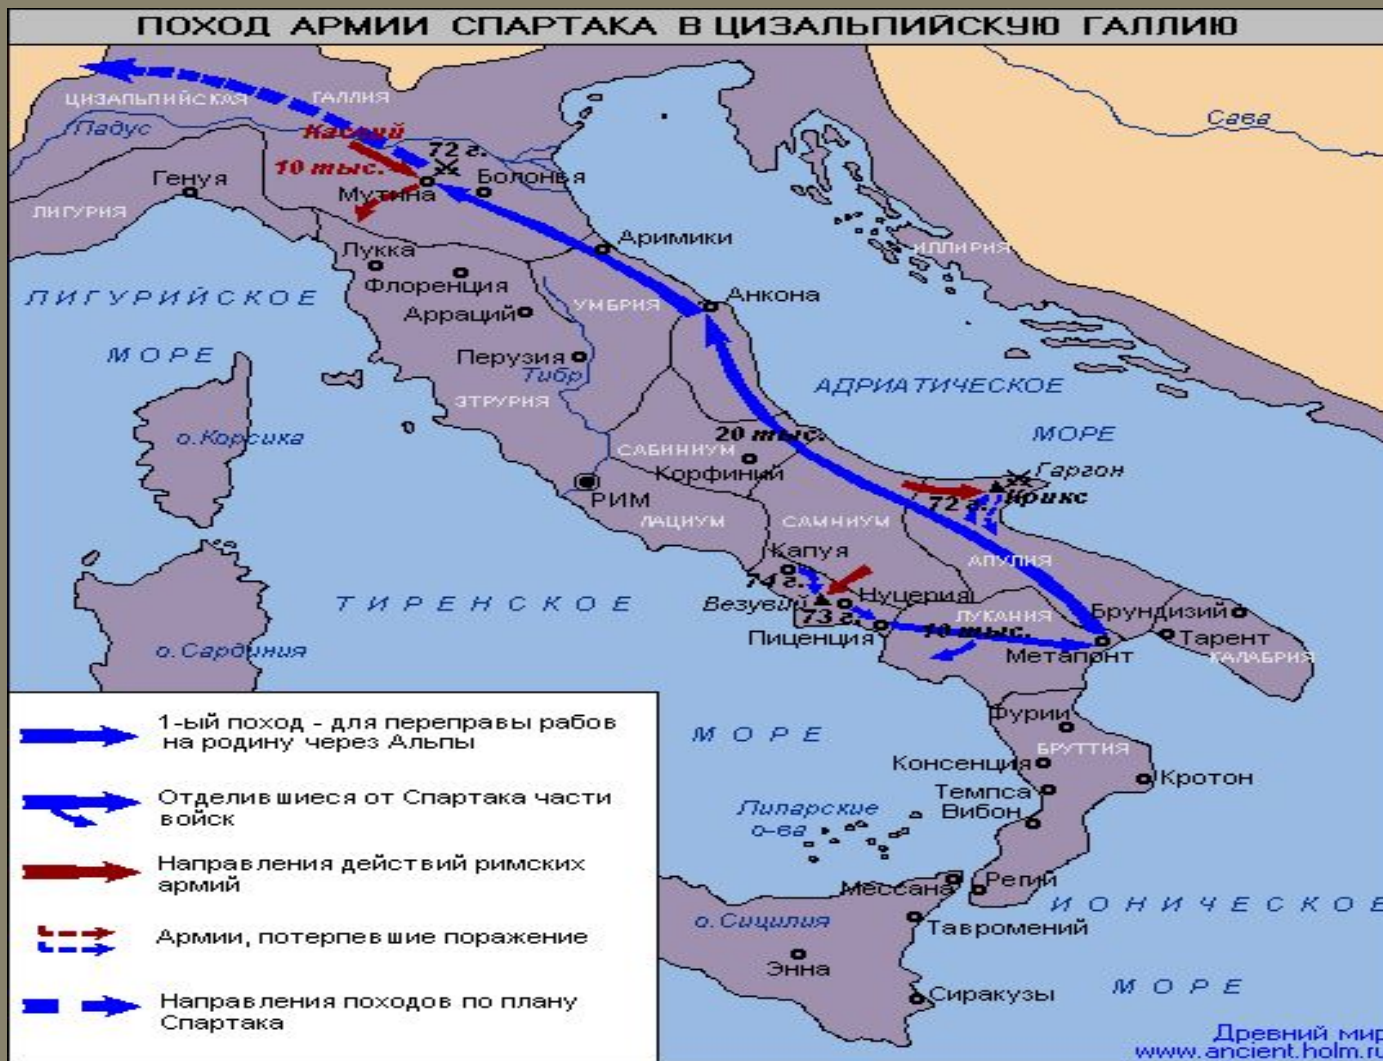 ПОХОД АРМИИ СПАРТАКА В ЦИЗАЛЬПИЙСКУЮ ГАЛЛИЮ
ЦИЗАЛЬПИЙСКАЯ ГАЛЛИЯ
Падус
Сава
Кассий
72 г.
10 тыс.
Генуя
Мутина
Болонья
ЛИГУРИЯ
Аримики
ИЛЛИРИЯ
Лукка
Флоренция
ЛИГУРИЙСКОЕ
УМБРИЯ
Анкона
Арраций
МОРЕ
Перузия
Тибр
АДРИАТИЧЕСКОЕ
ЭТРУРИЯ
о.Корсика
20 тыс.
МОРЕ
САБИНИУМ
Корфиний
Гаргон
РИМ
72 г.
Крикс
ЛАЦИУМ
САМНИУМ
Капуя
АПУЛИЯ
74 г.
ТИРЕНСКОЕ
Везувий
Нуцерия
73 г.
ЛУКАНИЯ
Брундизий
Пиценция
10 тыс.
Тарент
о.Сардиния
Метапонт
КАЛАБРИЯ
1-ый поход - для переправы рабов
на родину через Альпы
МОРЕ
Фурии
БРУТТИЯ
Консенция
Кротон
Отделившиеся от Спартака части
войск
Темпса
Липарские
о-ва
Вибон
Направления действий римских
армий
Мессана
Регий
ИОНИЧЕСКОЕ
о.Сицилия
Тавромений
Армии, потерпевшие поражение
Энна
Сиракузы
МОРЕ
Направления походов по плану
Спартака
Древний мир
www.ancient.holm.ru